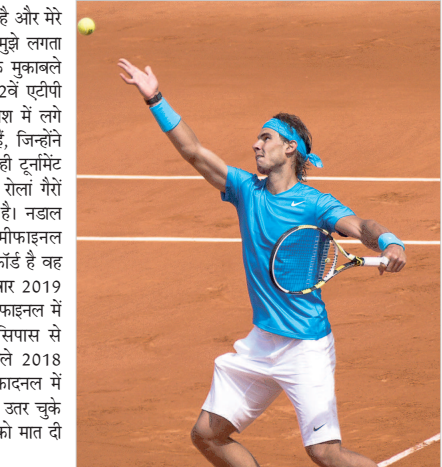 है और मेरे
मुझे लगता
मुकाबले
2वें एटीपी
में लगे
हैं, जिन्होंने
ही टूर्नामेंट
रोलां गैरों
है। नडाल
मीफाइनल
कॉर्ड है वह
2019
फाइनल में
सिपास से
2018
फादनल में
उतर चुके
को मात दी